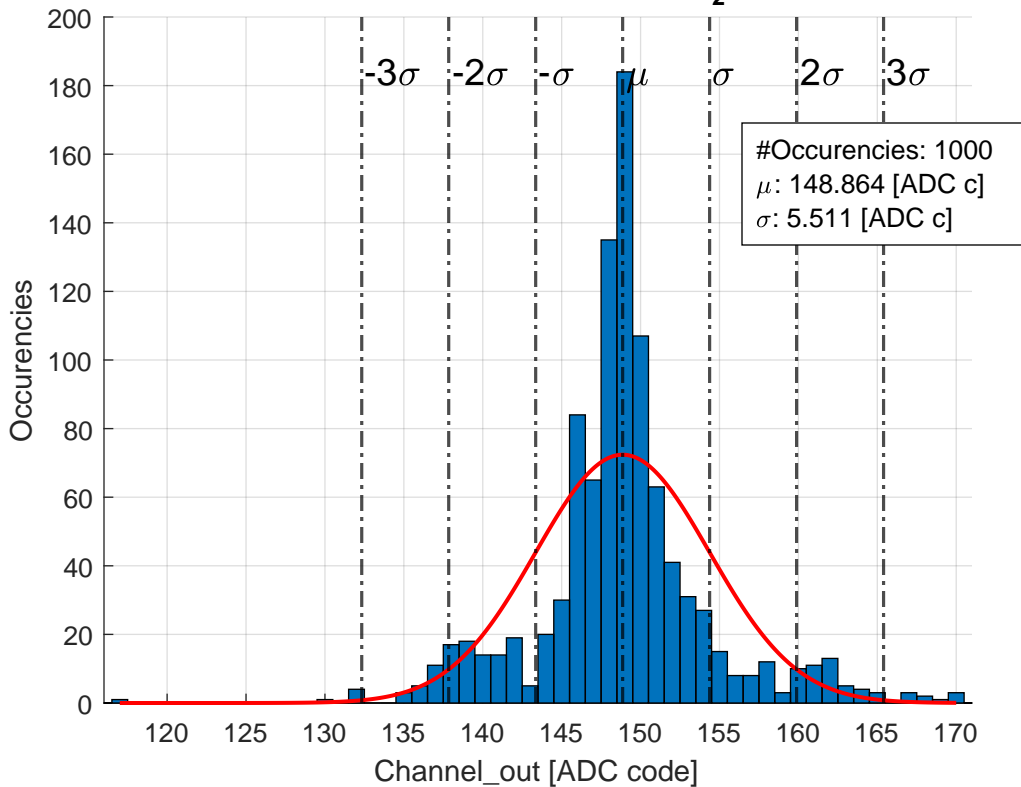 2
200
180
160
140
120
100
80
60
40
20
0
-3σ
-2σ
-σ
μ
σ
2σ
3σ
#Occurencies: 1000
μ: 148.864 [ADC c]
σ: 5.511 [ADC c]
Occurencies
120
125
130
135
140
145
150
155
160
165
170
Channel_out [ADC code]